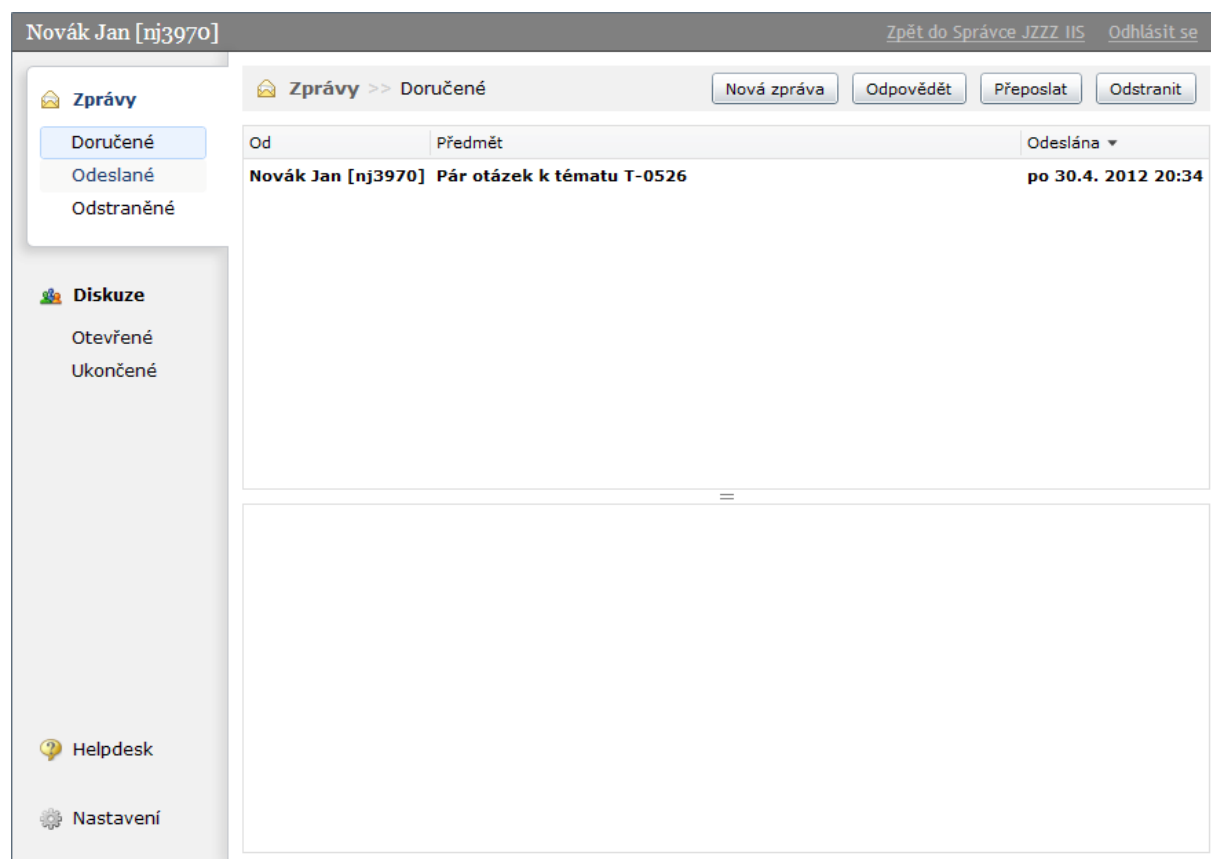 Novák Jan [nj3970]
Zpět do Správce JZZZ IIS Odhlásit se
Zprávy
Doručené
Odeslané
Odstraněné
Diskuze
Otevřené
Ukončené
Helpdesk
Nastavení
Zprávy >> Doručené
Nová zpráva Odpovědět Přeposlat Odstranit
Od Předmět Odeslána
Novák Jan [nj3970] Pár otázek k tématu T-0526 po 30.4. 2012 20:34